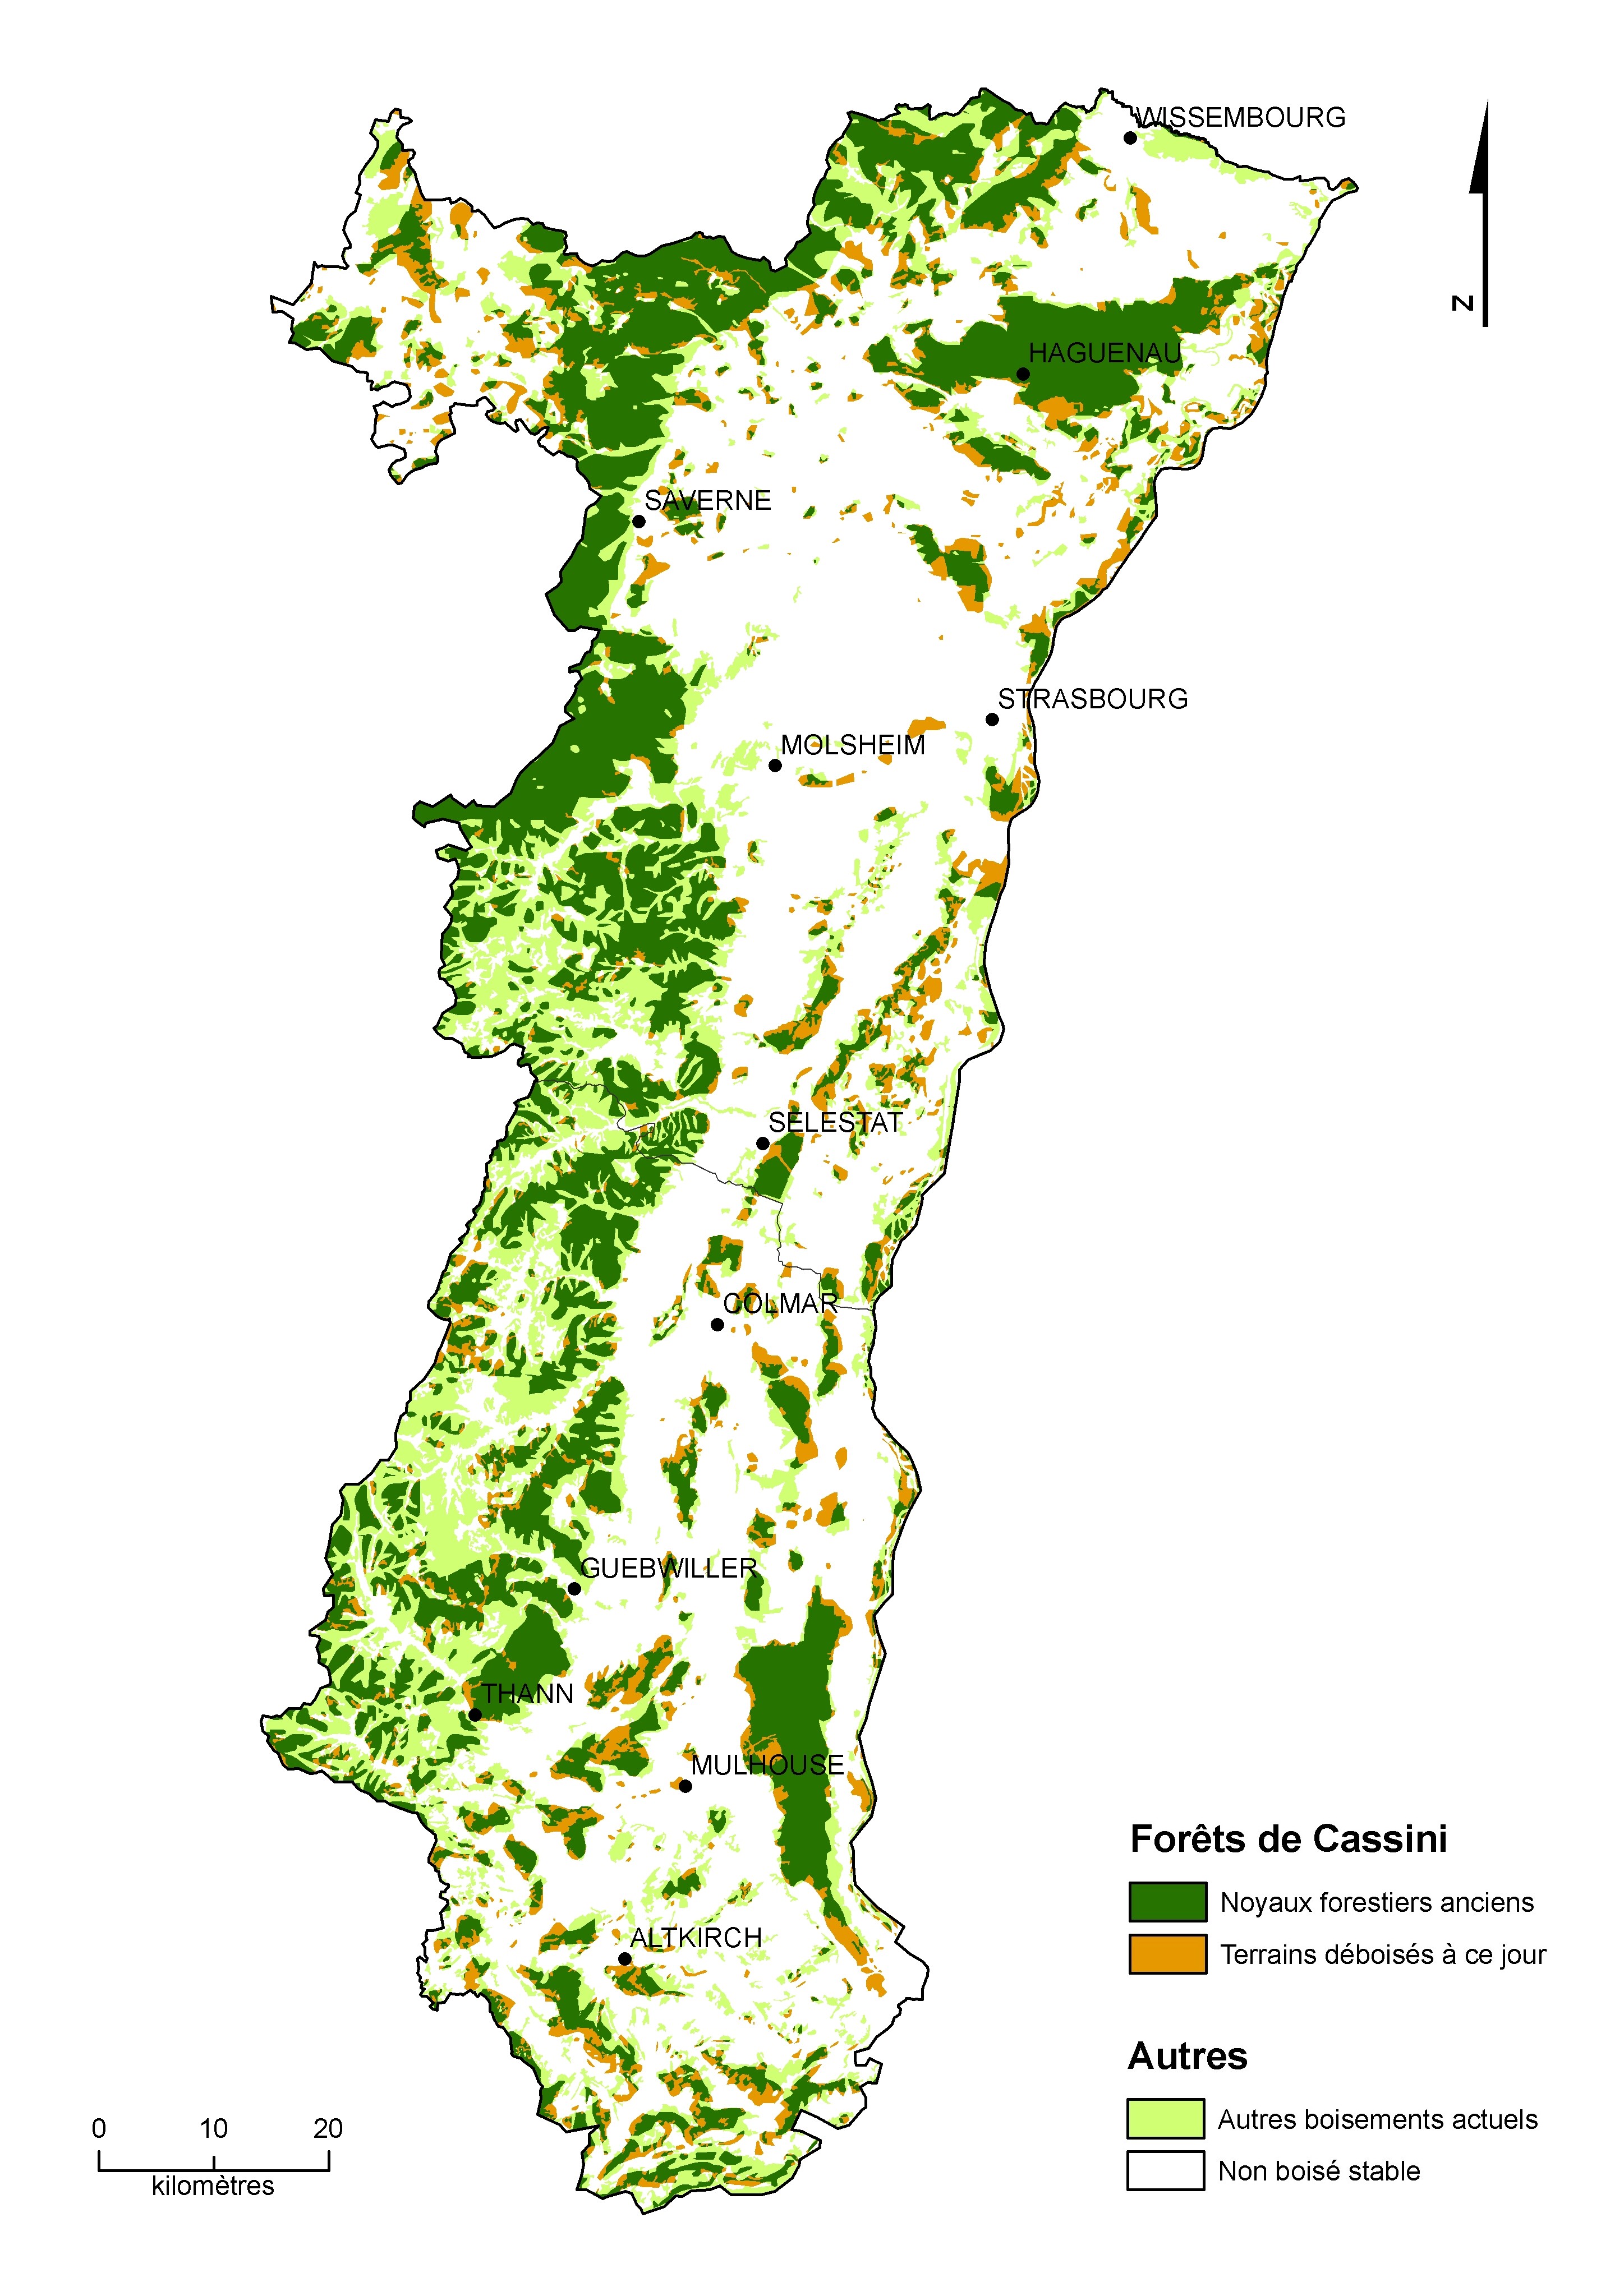 WISSEMBOURG
N
HAGUENAU
SAVERNE
STRASBOURG
MOLSHEIM
SELESTAT
COLMAR
GUEBWILLER
THANN
MULHOUSE
ALTKIRCH
Forêts de Cassini
Noyaux forestiers anciens
Terrains déboisés à ce jour
Autres
Autres boisements actuels
Non boisé stable
0 10 20
kilomètres